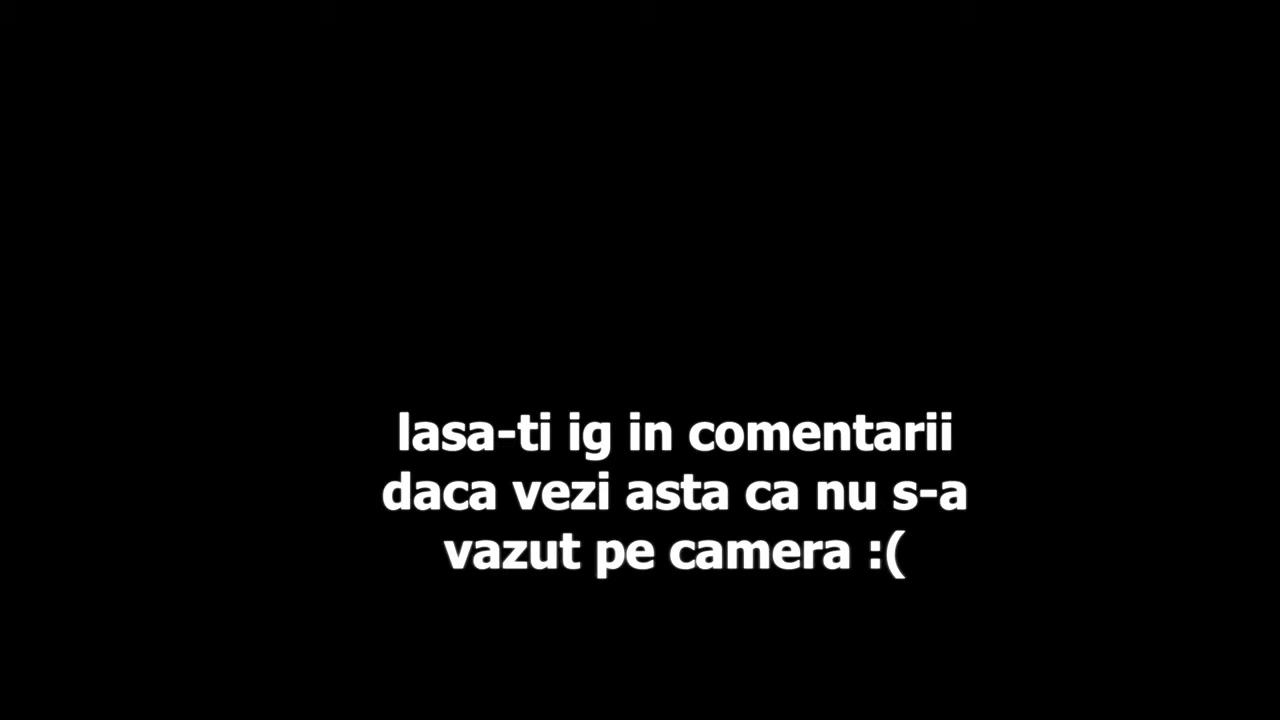 lasa-ti ig in comentarii
daca vezi asta ca nu s-a
vazut pe camera :(